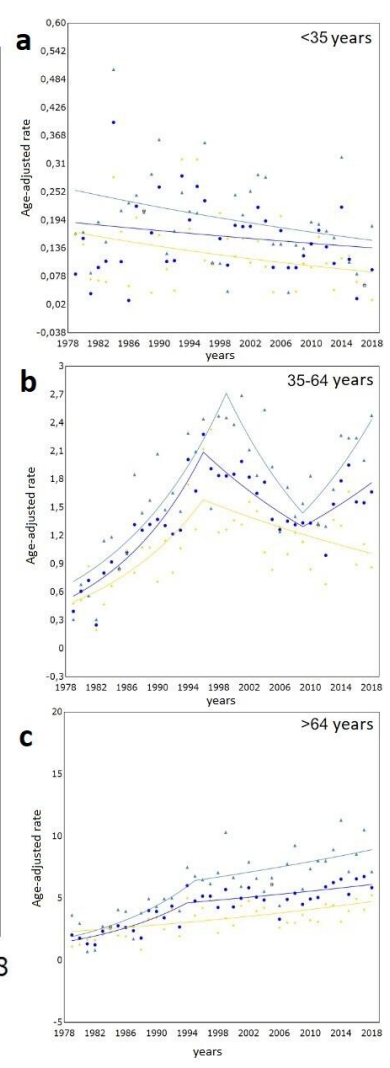 a
<35 years
0,60
0,542
0,484
0,426
0,368
0,31
0,252
0,194
0,136
0,078
0,02
-0,038
Age-adjusted rate
1978 1982 1986 1990 1994 1998 2002 2006 2010 2014 2018
years
b
35-64 years
3
2,7
2,4
2,1
1,8
1,5
1,2
0,9
0,6
0,3
0
-0,3
Age-adjusted rate
1978 1982 1986 1990 1994 1998 2002 2006 2010 2014 2018
years
c
>64 years
20
15
10
5
0
-5
Age-adjusted rate
1978 1982 1986 1990 1994 1998 2002 2006 2010 2014 2018
years
8